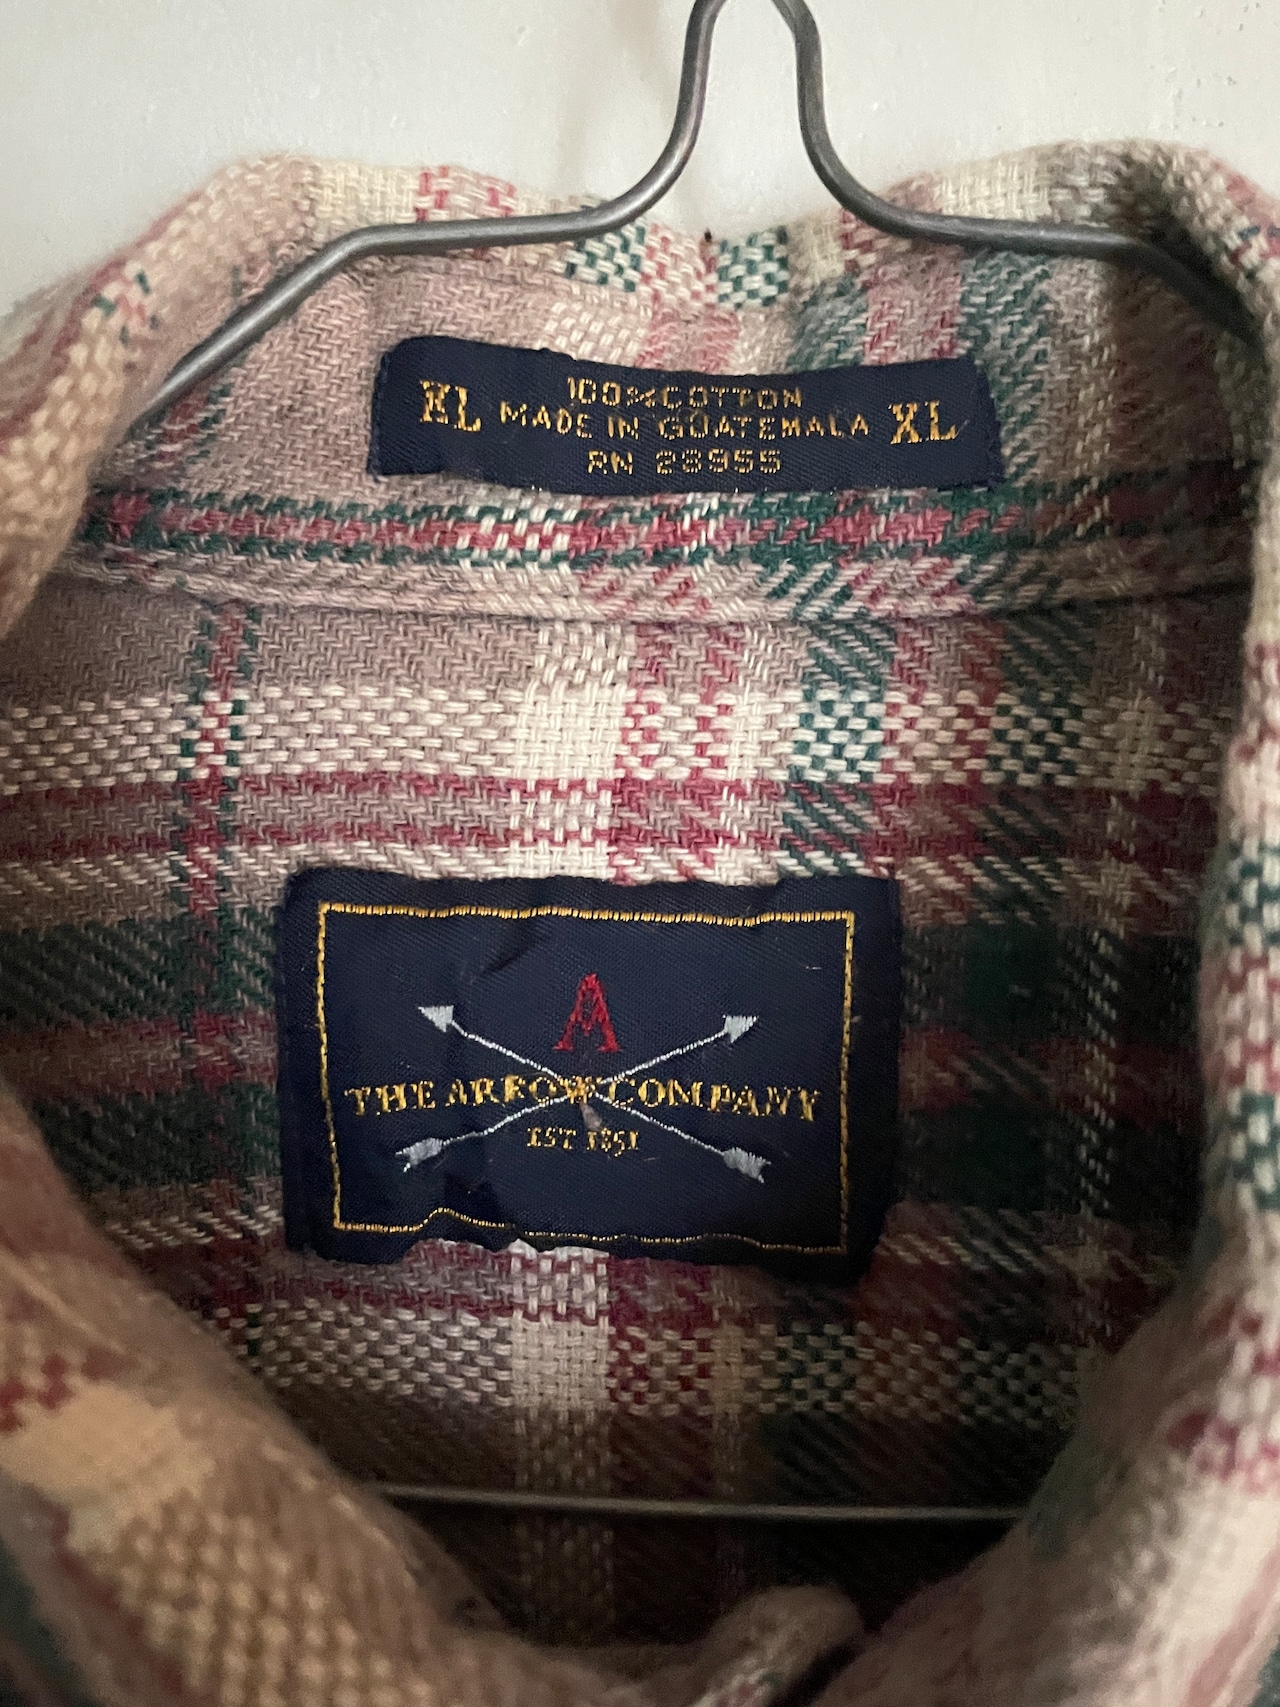 XL 100% COTTON XL
MADE IN GUATEMALA
RN 28955
A
THE ARROW COMPANY
EST 1851